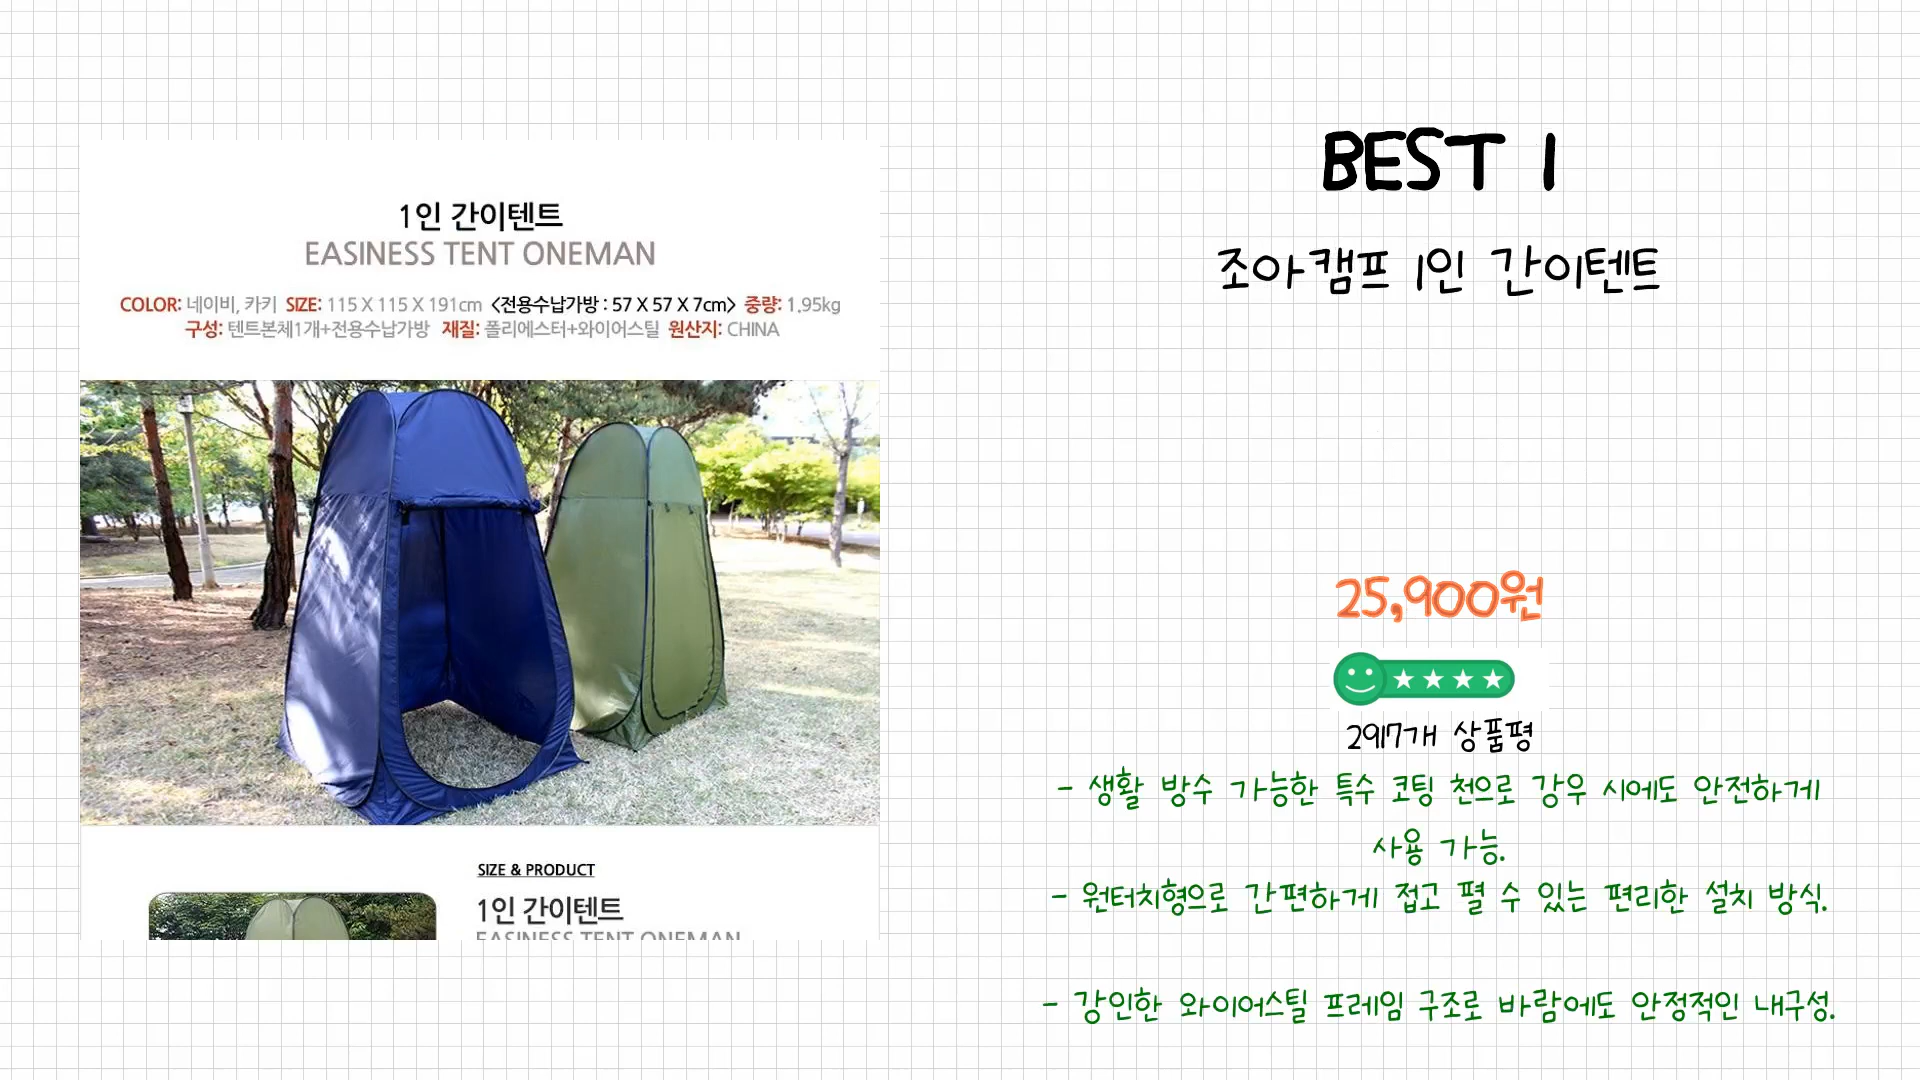 1인 간이텐트
EASINESS TENT ONEMAN
COLOR: 네이비, 카키 SIZE: 115 X 115 X 191cm <전용수납가방 : 57 X 57 X 7cm> 중량: 1.95kg
구성: 텐트본체1개+전용수납가방 재질: 폴리에스터+와이어스틸 원산지: CHINA
SIZE & PRODUCT
1인 간이텐트
EASINESS TENT ONEMAN
BEST 1
조아캠프 1인 간이텐트
25,900원
2917개 상품평
- 생활 방수 가능한 특수 코팅 천으로 강우 시에도 안전하게
사용 가능.
- 원터치형으로 간편하게 접고 펼 수 있는 편리한 설치 방식.
- 강인한 와이어스틸 프레임 구조로 바람에도 안정적인 내구성.